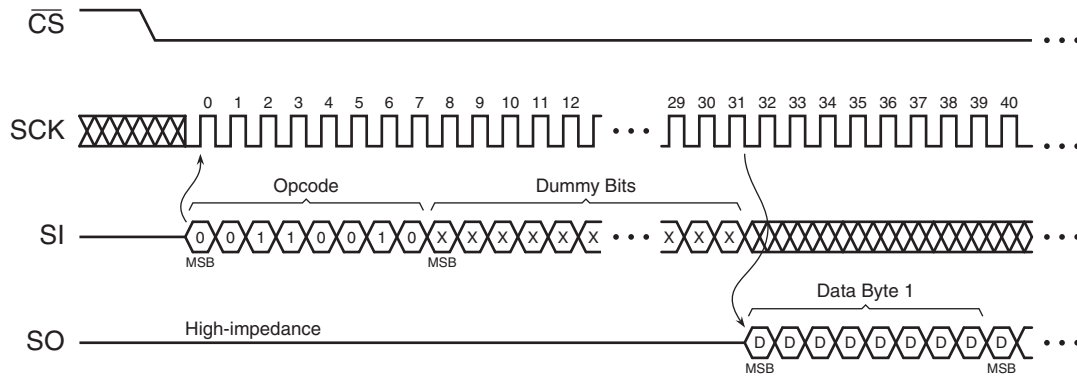 CS
0 1 2 3 4 5 6 7 8 9 10 11 12 29 30 31 32 33 34 35 36 37 38 39 40
SCK
Opcode Dummy Bits
SI 0 0 1 1 0 0 1 0 X X X X X X X X X
MSB MSB
Data Byte 1
High-impedance
SO D D D D D D D D D
MSB MSB